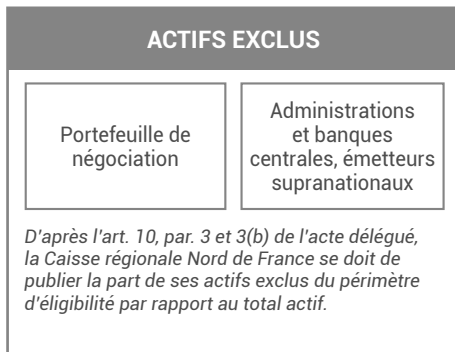 ACTIFS EXCLUS
Portefeuille de
négociation
Administrations
et banques
centrales, émetteurs
supranationaux
D'après l'art. 10, par. 3 et 3(b) de l'acte délégué,
la Caisse régionale Nord de France se doit de
publier la part de ses actifs exclus du périmètre
d'éligibilité par rapport au total actif.